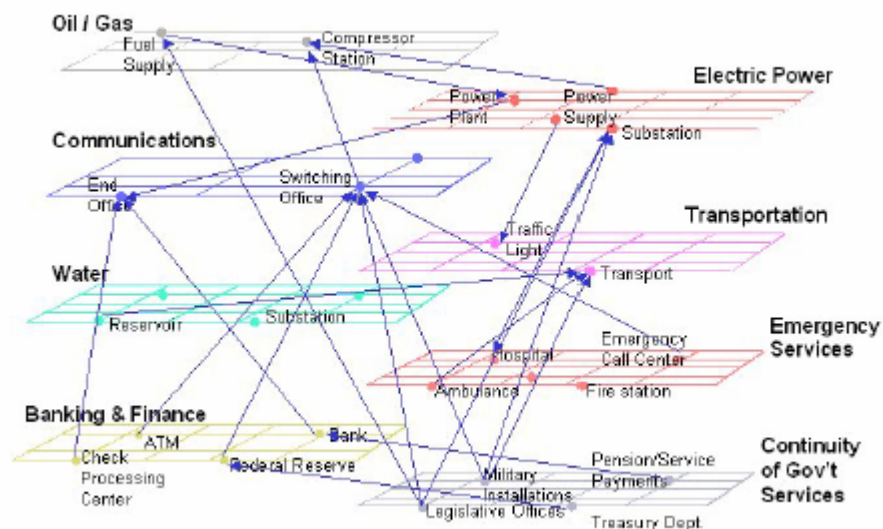 Oil / Gas
Fuel
Supply
Compressor
Station
Electric Power
Power
Plant
Power
Supply
Substation
Communications
End
Office
Switching
Office
Transportation
Traffic
Light
Transport
Water
Reservoir
Substation
Emergency
Services
Emergency
Call Center
Hospital
Ambulance
Fire station
Banking & Finance
ATM
Bank
Check
Processing
Center
Federal Reserve
Continuity
of Gov't
Services
Pension/Service
Payments
Military
Installations
Legislative Offices
Treasury Dept.